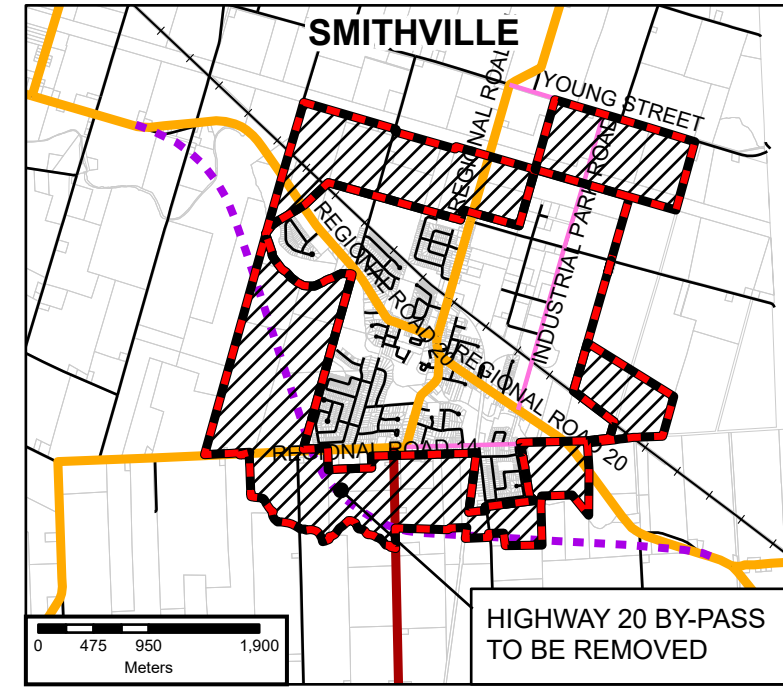 SMITHVILLE
YOUNG STREET
REGIONAL ROAD
INDUSTRIAL PARK ROAD
REGIONAL ROAD 20
REGIONAL ROAD 20
REGIONAL ROAD 14
HIGHWAY 20 BY-PASS
TO BE REMOVED
0 475 950 1,900
Meters